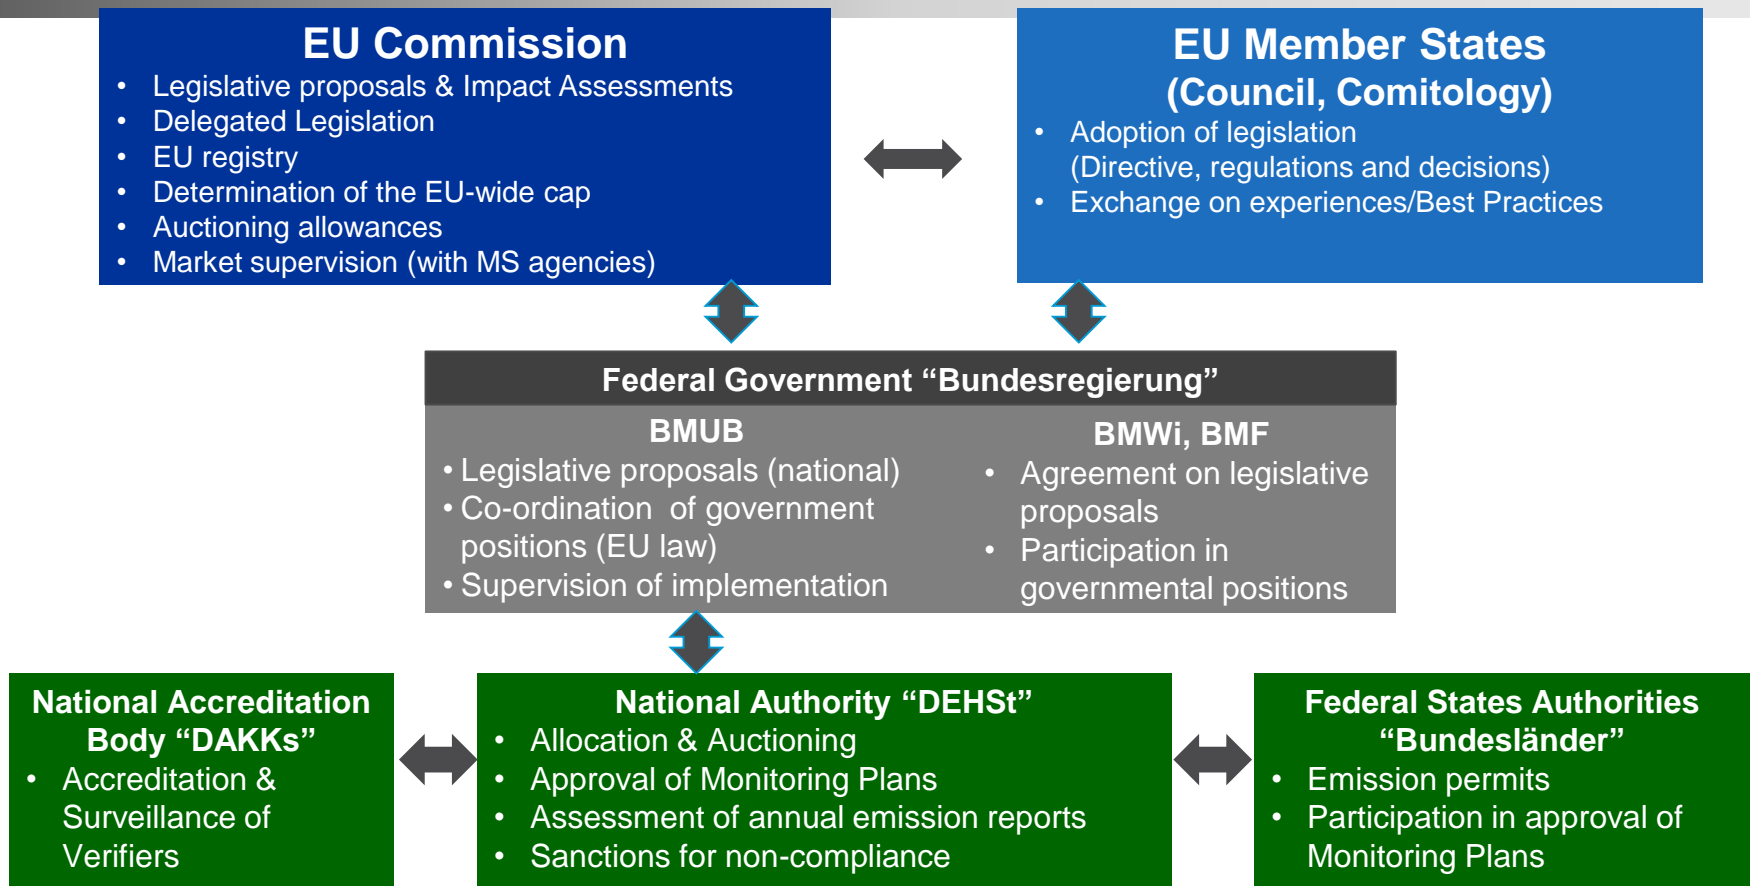 EU Commission
• Legislative proposals & Impact Assessments
• Delegated Legislation
• EU registry
• Determination of the EU-wide cap
• Auctioning allowances
• Market supervision (with MS agencies)
EU Member States
(Council, Comitology)
• Adoption of legislation
(Directive, regulations and decisions)
• Exchange on experiences/Best Practices
Federal Government “Bundesregierung”
BMUB
• Legislative proposals (national)
• Co-ordination of government
positions (EU law)
• Supervision of implementation
BMWi, BMF
• Agreement on legislative
proposals
• Participation in
governmental positions
National Accreditation
Body “DAKKs”
• Accreditation &
Surveillance of
Verifiers
National Authority “DEHSt”
• Allocation & Auctioning
• Approval of Monitoring Plans
• Assessment of annual emission reports
• Sanctions for non-compliance
Federal States Authorities
“Bundesländer”
• Emission permits
• Participation in approval of
Monitoring Plans